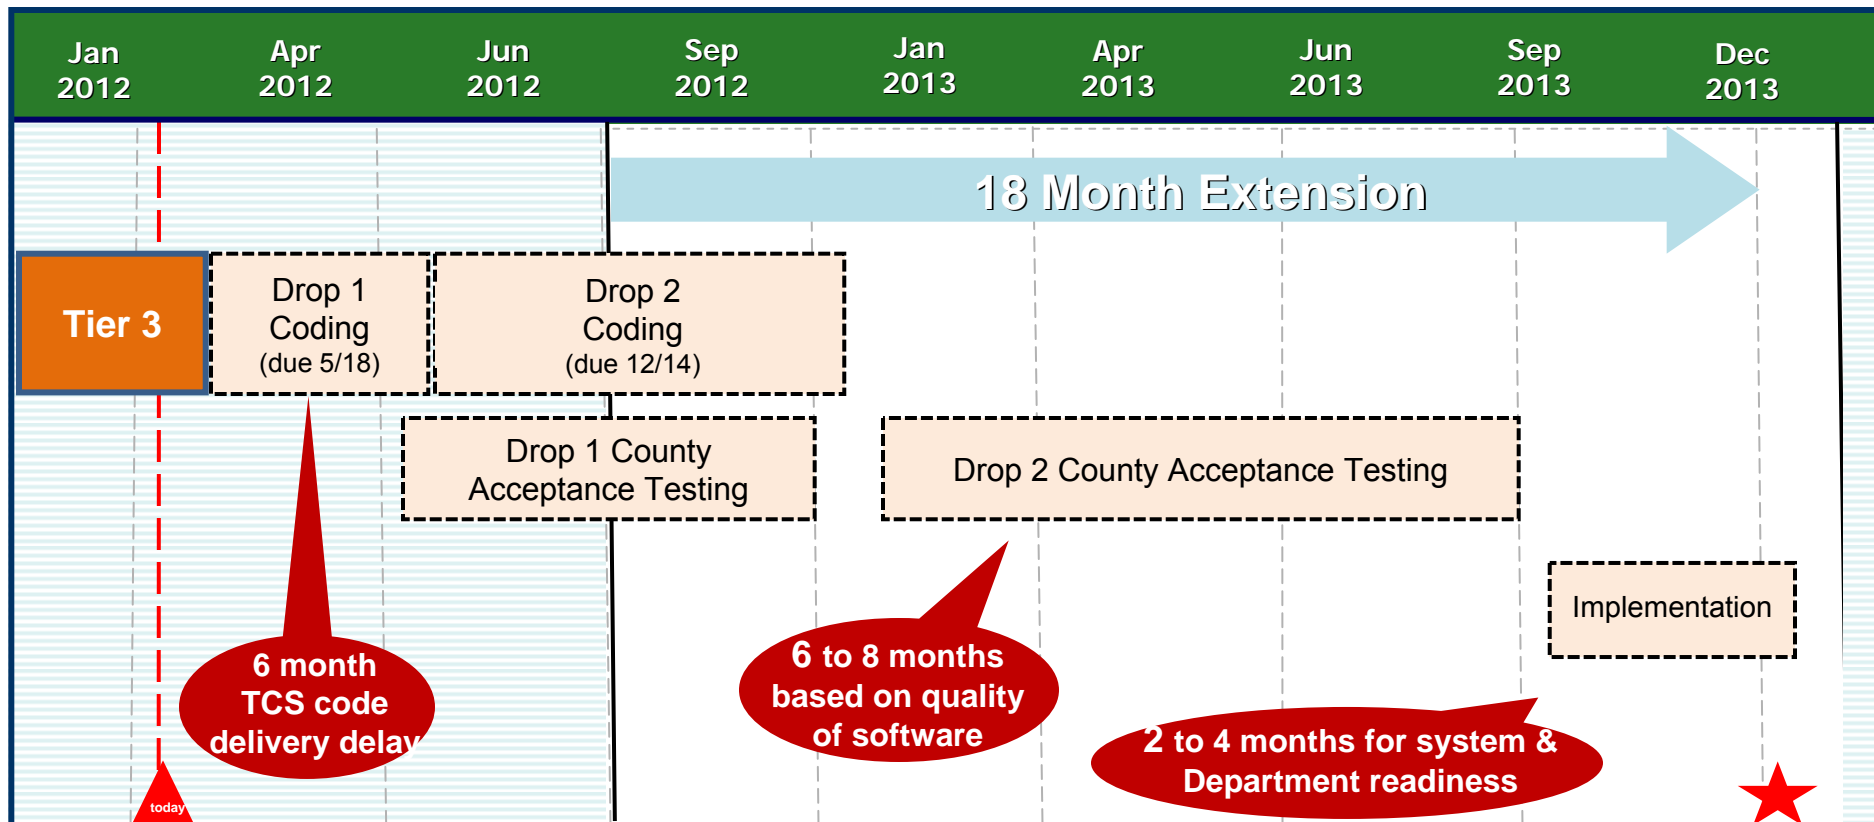 Jan
2012
Apr
2012
Jun
2012
Sep
2012
Jan
2013
Apr
2013
Jun
2013
Sep
2013
Dec
2013
18 Month Extension
Tier 3
Drop 1
Coding
(due 5/18)
Drop 2
Coding
(due 12/14)
Drop 1 County
Acceptance Testing
Drop 2 County Acceptance Testing
Implementation
6 month
TCS code
delivery delay
6 to 8 months
based on quality
of software
2 to 4 months for system &
Department readiness
today